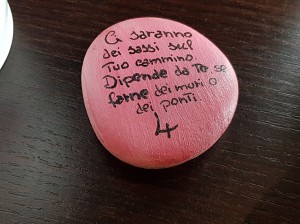 Ci saranno
dei sassi sul
Tuo cammino.
Dipende da Te, se
farne dei muri o
dei ponti.
4